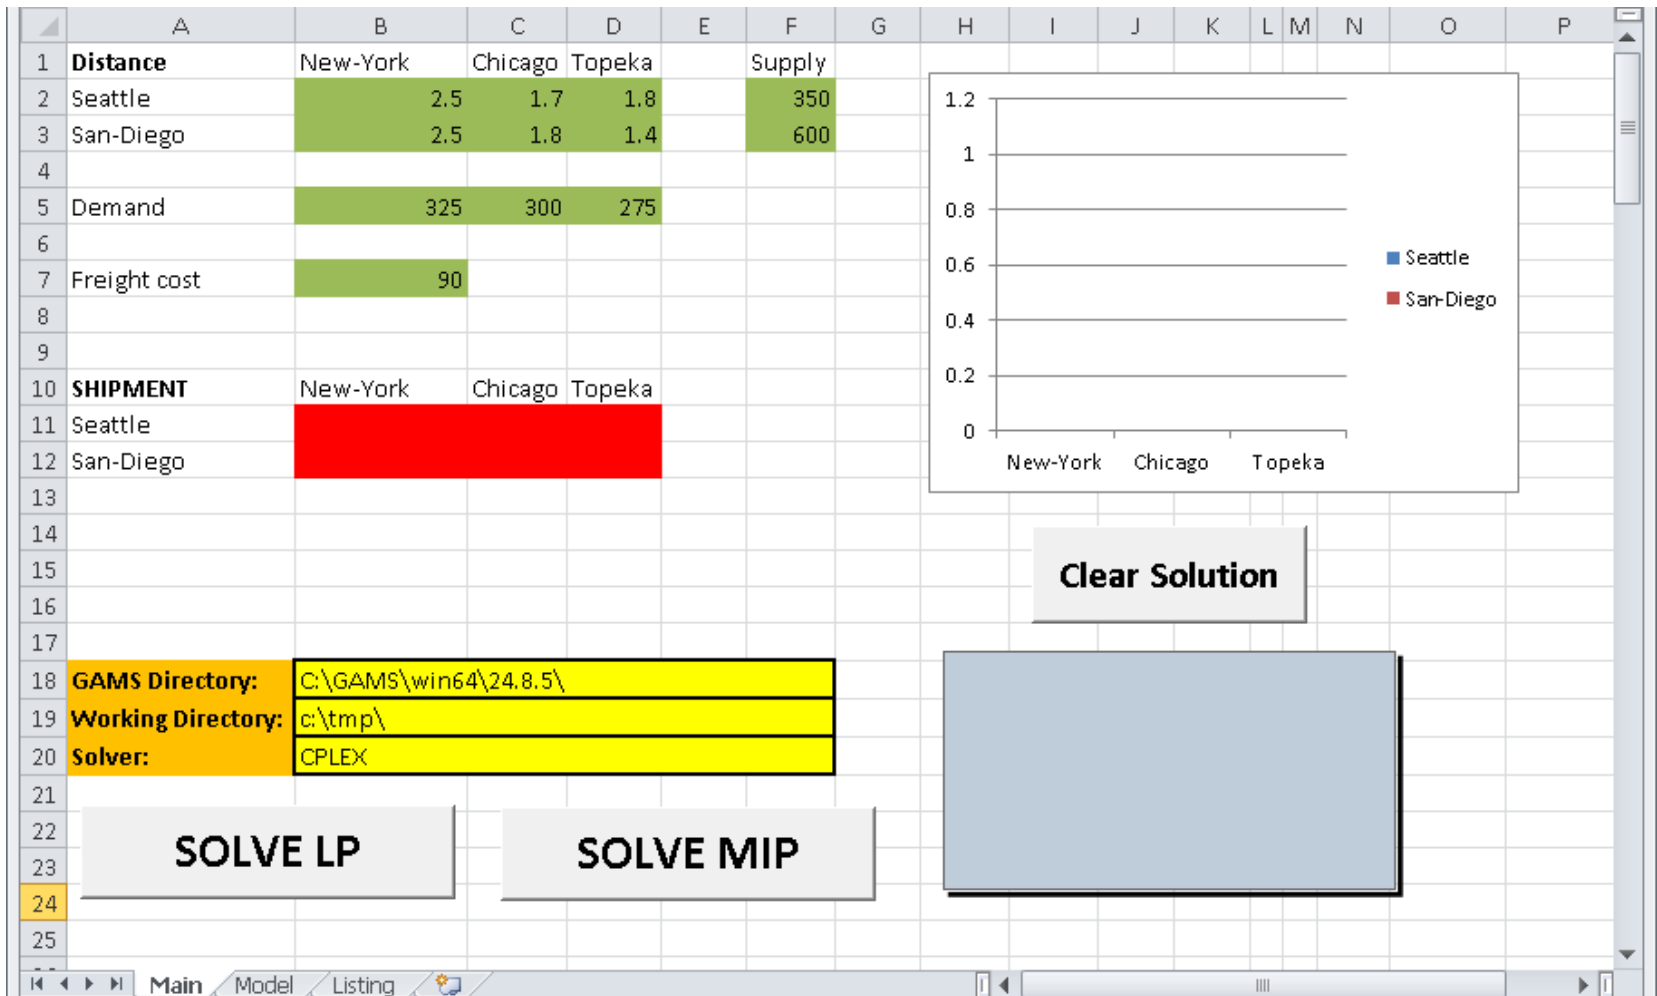 A B C D E F G H I J K L M N O P
1 Distance New-York Chicago Topeka Supply
2 Seattle 2.5 1.7 1.8 350
3 San-Diego 2.5 1.8 1.4 600
4
5 Demand 325 300 275
6
7 Freight cost 90
8
9
10 SHIPMENT New-York Chicago Topeka
11 Seattle
12 San-Diego
13
14
15
16
17
18 GAMS Directory: C:\GAMS\win64\24.8.5\
19 Working Directory: c:\tmp\
20 Solver: CPLEX
21
22
23
24
25
SOLVE LP SOLVE MIP
1.2
1
0.8
0.6
0.4
0.2
0
New-York Chicago Topeka
Seattle
San-Diego
Clear Solution
Main Model Listing